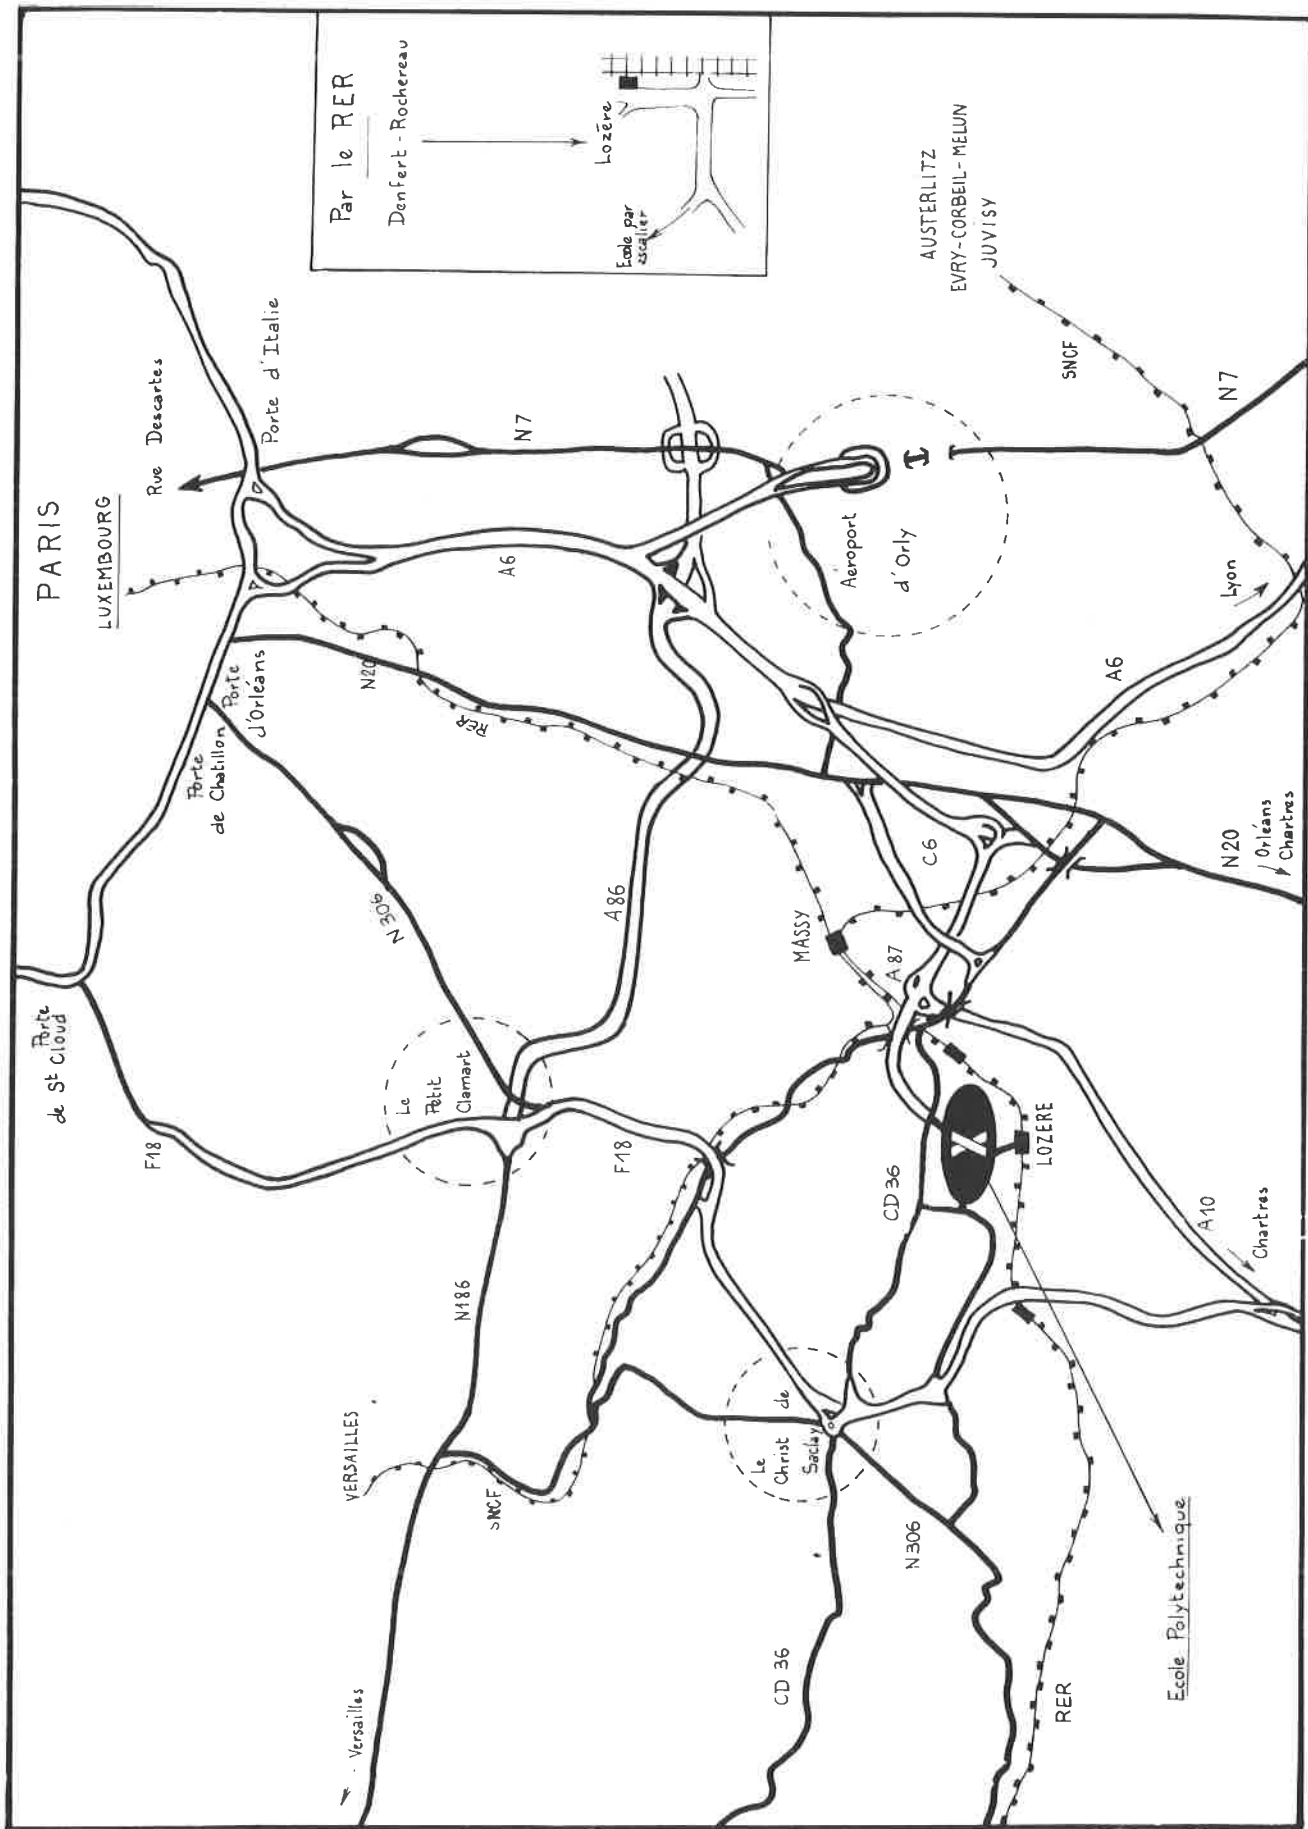 PARIS
LUXEMBOURG
Rue Descartes
Porte d'Italie
Par le RER
Denfert-Rochereau
Lozère
Ecole par
escalier
AUSTERLITZ
EVRY-CORBEIL-MELUN
JUVISY
SNCF
N7
N7
Aeroport
d'Orly
Lyon
A6
A6
Porte
d'Orléans
Porte
de Chatillon
N20
RER
N306
A86
C6
MASSY
A87
N20
Orléans
Chartres
Porte
de St Cloud
F18
Le
Petit
Clamart
F18
CD36
X
LOZERE
A10
Chartres
N186
VERSAILLES
SNCF
Le
Christ de
Saclay
N306
CD 36
RER
Ecole Polytechnique
Versailles